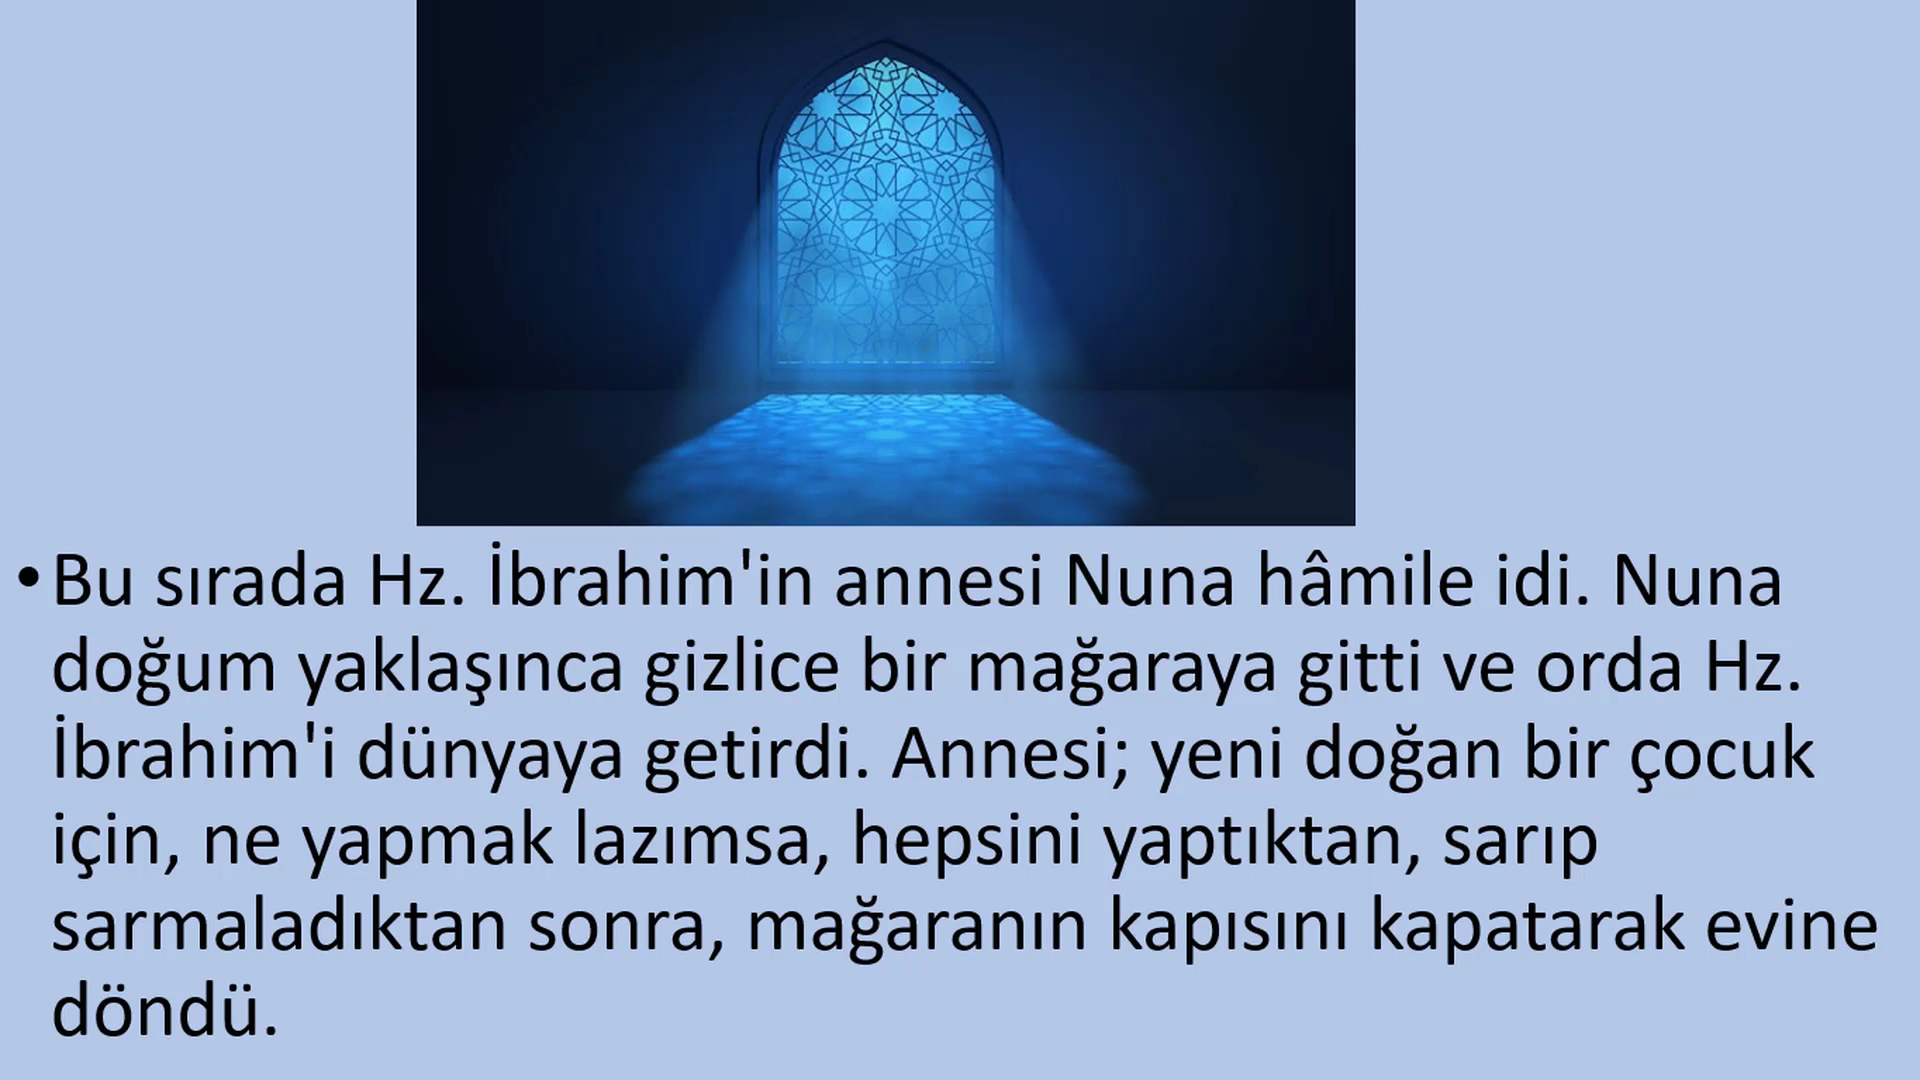 •Bu sırada Hz. İbrahim'in annesi Nuna hâmile idi. Nuna
doğum yaklaşınca gizlice bir mağaraya gitti ve orda Hz.
İbrahim'i dünyaya getirdi. Annesi; yeni doğan bir çocuk
için, ne yapmak lazımsa, hepsini yaptıktan, sarıp
sarmaladıktan sonra, mağaranın kapısını kapatarak evine
döndü.